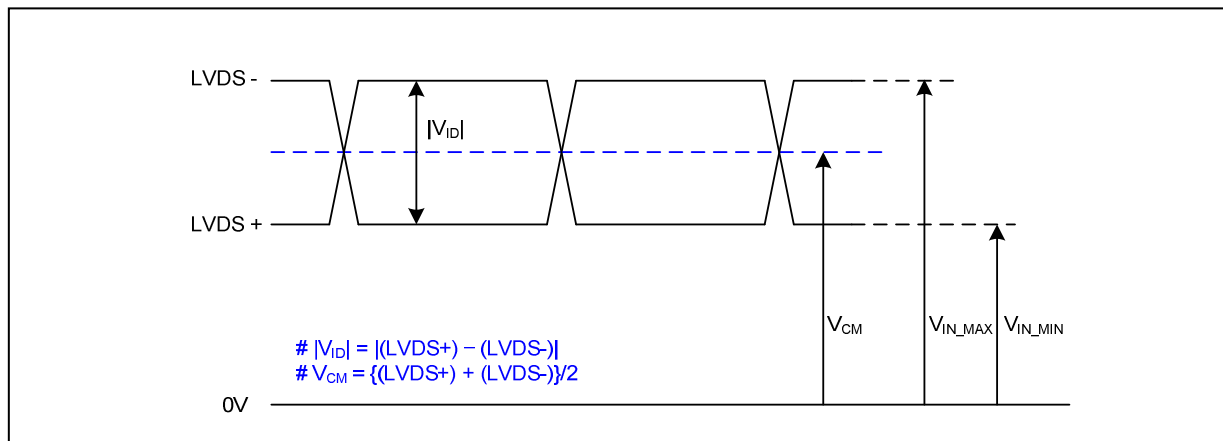 LVDS -
|VID|
LVDS +
VCM
VIN_MAX
VIN_MIN
# |VID| = |(LVDS+) – (LVDS-)|
# VCM = {(LVDS+) + (LVDS-)}/2
0V